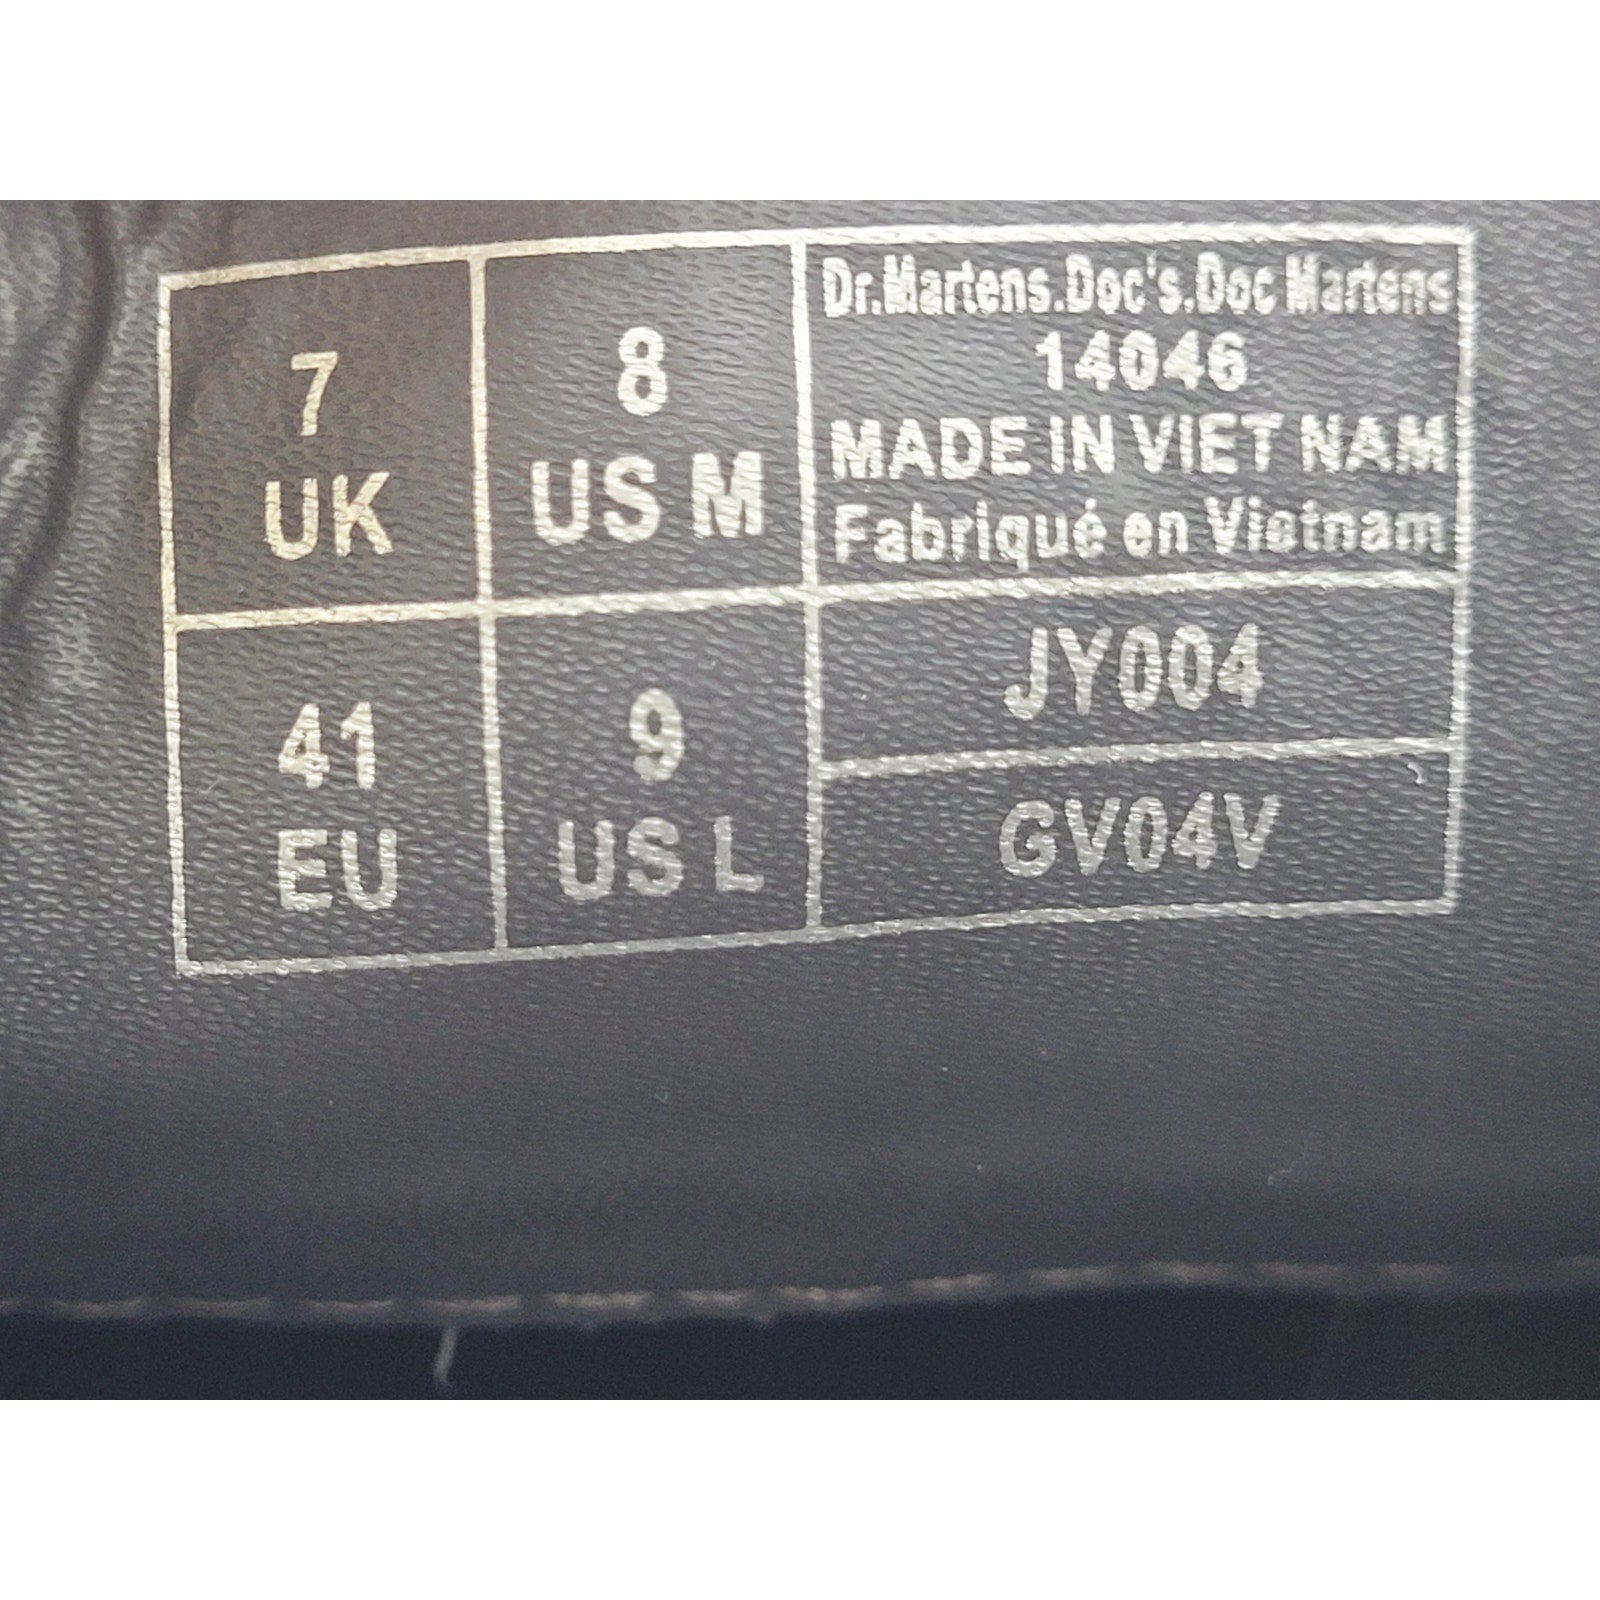 7
UK
8
US M
Dr.Martens.Doc's.Doc Martens
14046
MADE IN VIET NAM
Fabriqué en Vietnam
41
EU
9
US L
JY004
GV04V